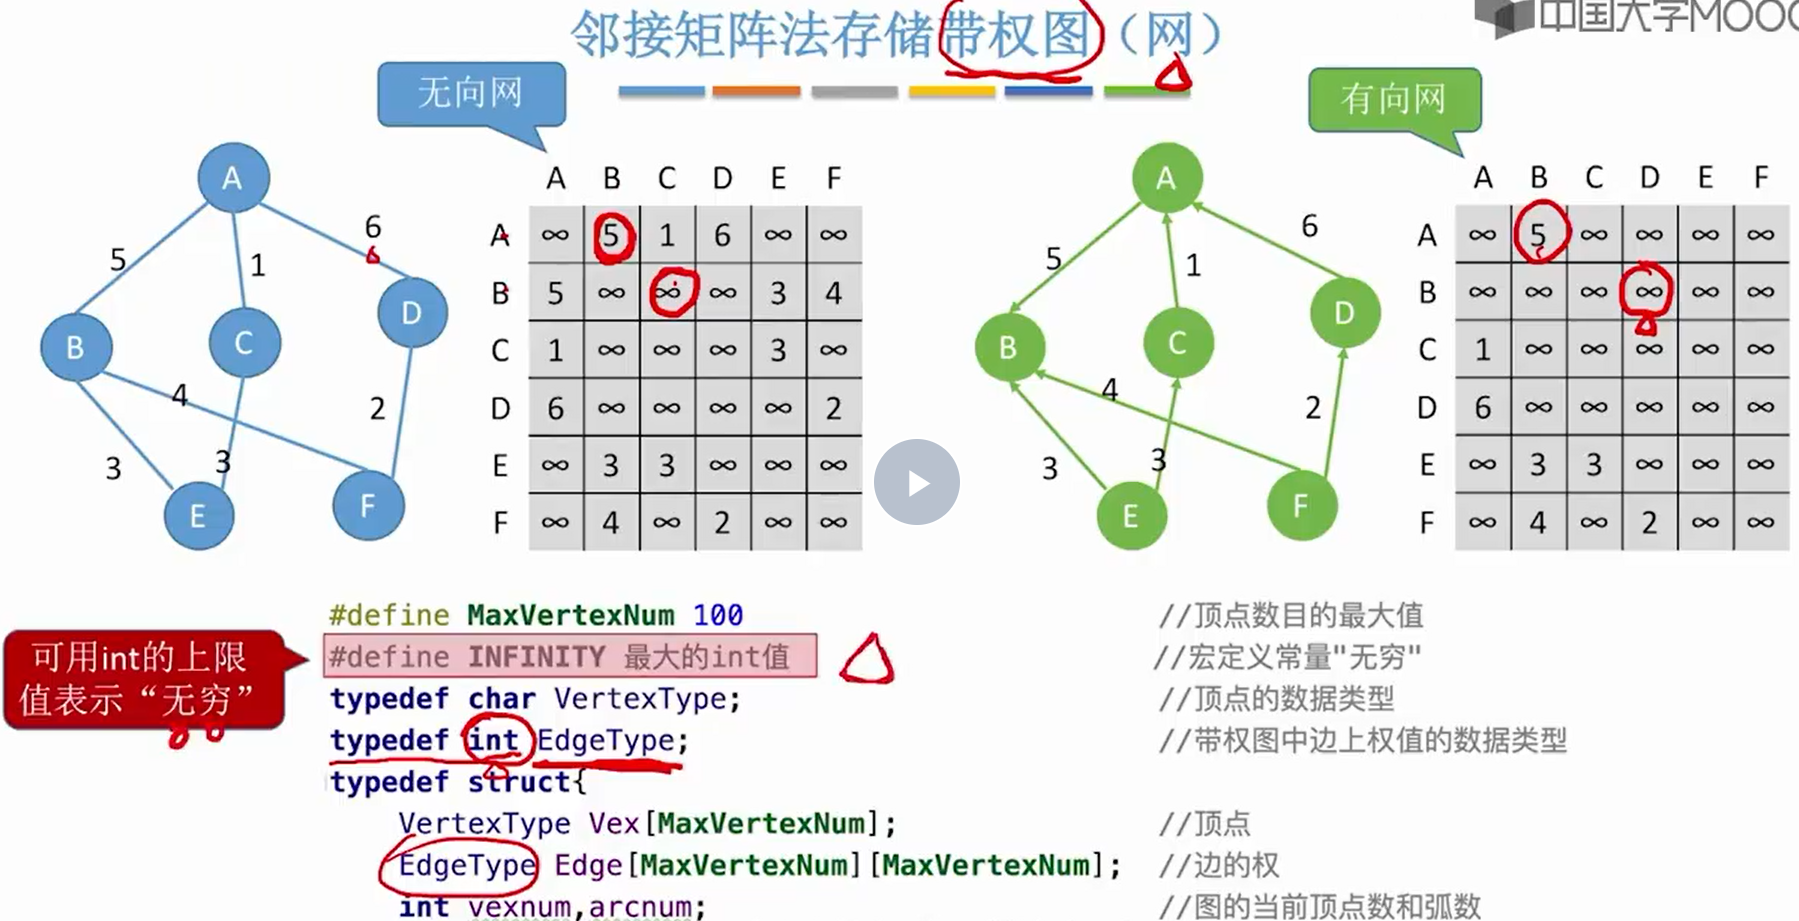 邻接矩阵法存储带权图（网）
中国大学MOOC
无向网
有向网
A
B
C
D
E
F
5
1
6
4
2
3
3
A B C D E F
A ∞ 5 1 6 ∞ ∞
B 5 ∞ ∞ ∞ 3 4
C 1 ∞ ∞ ∞ 3 ∞
D 6 ∞ ∞ ∞ ∞ 2
E ∞ 3 3 ∞ ∞ ∞
F ∞ 4 ∞ 2 ∞ ∞
A
B
C
D
E
F
5
1
6
4
2
3
3
A B C D E F
A ∞ 5 ∞ ∞ ∞ ∞
B ∞ ∞ ∞ ∞ ∞ ∞
C 1 ∞ ∞ ∞ ∞ ∞
D 6 ∞ ∞ ∞ ∞ ∞
E ∞ 3 3 ∞ ∞ ∞
F ∞ 4 ∞ 2 ∞ ∞
可用int的上限
值表示“无穷”
#define MaxVertexNum 100 //顶点数目的最大值
#define INFINITY 最大的int值 //宏定义常量"无穷"
typedef char VertexType; //顶点的数据类型
typedef int EdgeType; //带权图中边上权值的数据类型
typedef struct{
VertexType Vex[MaxVertexNum]; //顶点
EdgeType Edge[MaxVertexNum][MaxVertexNum]; //边的权
int vexnum,arcnum; //图的当前顶点数和弧数